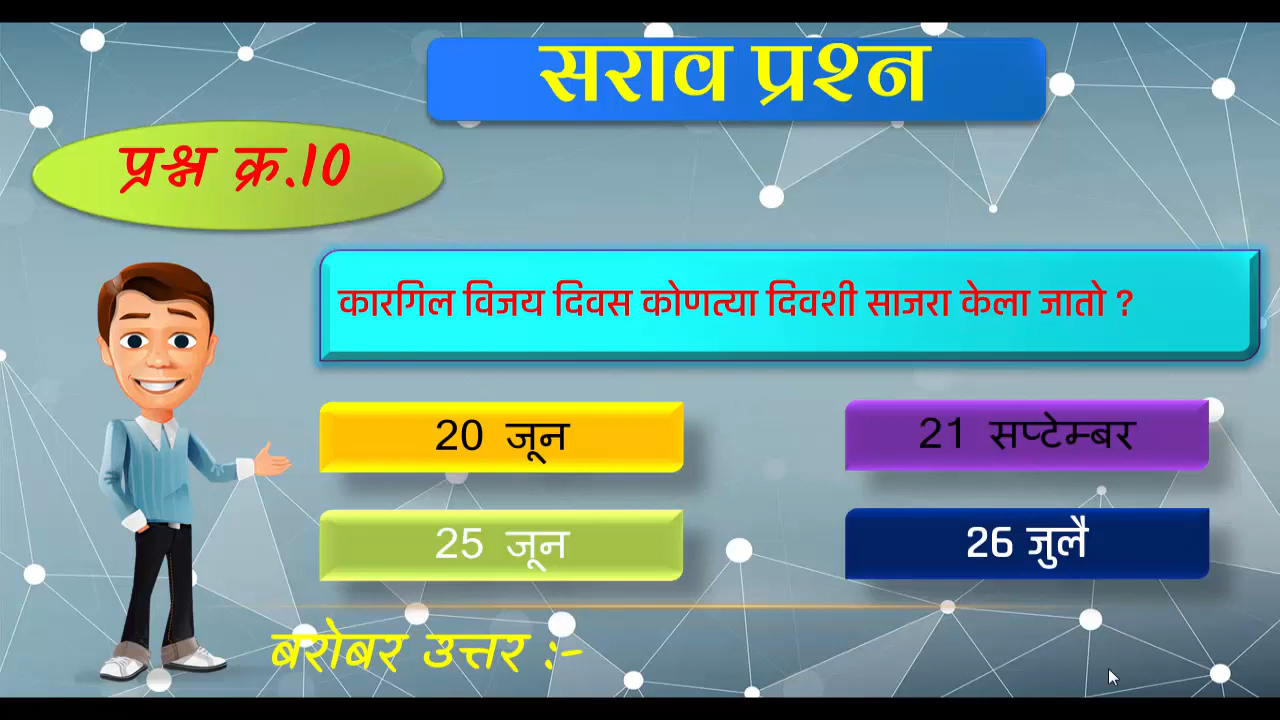 सराव प्रश्न
प्रश्न क्र.10
कारगिल विजय दिवस कोणत्या दिवशी साजरा केला जातो ?
20 जून
21 सप्टेम्बर
25 जून
26 जुलै
बरोबर उत्तर :-